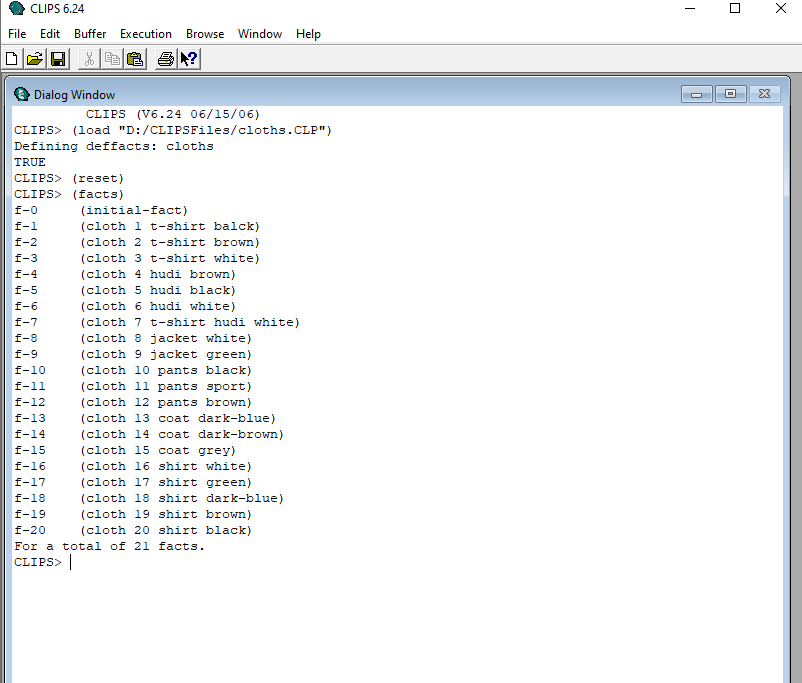 CLIPS 6.24
File Edit Buffer Execution Browse Window Help
Dialog Window
CLIPS (V6.24 06/15/06)
CLIPS> (load "D:/CLIPSFiles/cloths.CLP")
Defining deffacts: cloths
TRUE
CLIPS> (reset)
CLIPS> (facts)
f-0 (initial-fact)
f-1 (cloth 1 t-shirt balck)
f-2 (cloth 2 t-shirt brown)
f-3 (cloth 3 t-shirt white)
f-4 (cloth 4 hudi brown)
f-5 (cloth 5 hudi black)
f-6 (cloth 6 hudi white)
f-7 (cloth 7 t-shirt hudi white)
f-8 (cloth 8 jacket white)
f-9 (cloth 9 jacket green)
f-10 (cloth 10 pants black)
f-11 (cloth 11 pants sport)
f-12 (cloth 12 pants brown)
f-13 (cloth 13 coat dark-blue)
f-14 (cloth 14 coat dark-brown)
f-15 (cloth 15 coat grey)
f-16 (cloth 16 shirt white)
f-17 (cloth 17 shirt green)
f-18 (cloth 18 shirt dark-blue)
f-19 (cloth 19 shirt brown)
f-20 (cloth 20 shirt black)
For a total of 21 facts.
CLIPS>